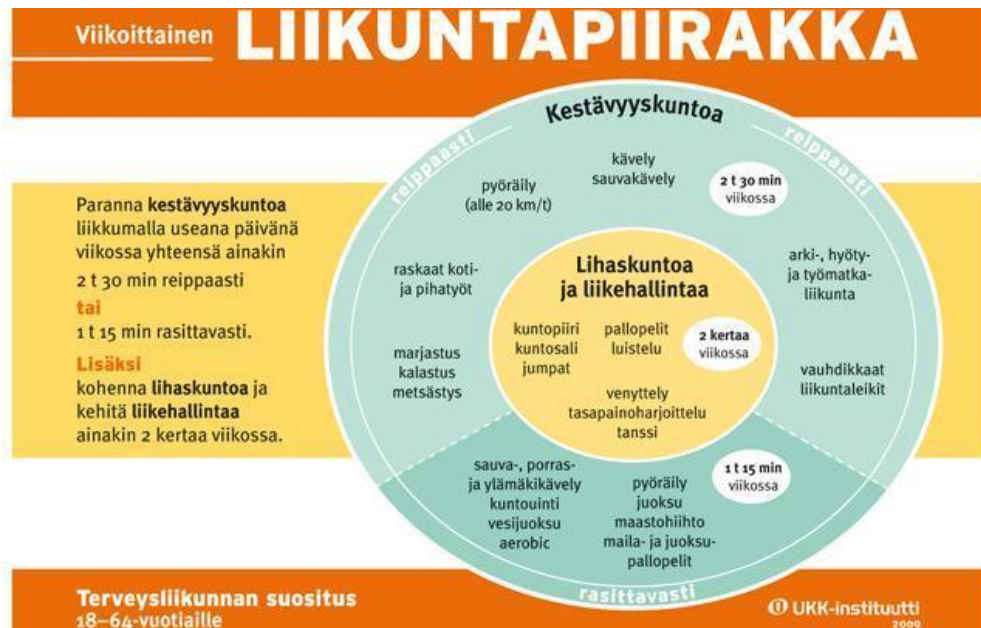 Viikoittainen LIIKUNTAPIIRAKKA
Paranna kestävyyskuntoa
liikkumalla useana päivänä
viikossa yhteensä ainakin
2 t 30 min reippaasti
tai
1 t 15 min rasittavasti.
Lisäksi
kohenna lihaskuntoa ja
kehitä liikehallintaa
ainakin 2 kertaa viikossa.
Kestävyyskuntoa
reippaasti
reippaasti
kävely
sauvakävely
2 t 30 min
viikossa
pyöräily
(alle 20 km/t)
raskaat koti-
ja pihatyöt
arki-, hyöty-
ja työmatka-
liikunta
marjastus
kalastus
metsästys
vauhdikkaat
liikuntaleikit
Lihaskuntoa
ja liikehallintaa
kuntopiiri
kuntosali
jumpat
pallopelit
luistelu
2 kertaa
viikossa
venyttely
tasapainoharjoittelu
tanssi
sauva-, porras-
ja ylämäkikävely
kuntouinti
vesijuoksu
aerobic
pyöräily
juoksu
maastohiihto
maila- ja juoksu-
pallopelit
1 t 15 min
viikossa
rasittavasti
Terveysliikunnan suositus
18–64-vuotiaille
UKK-instituutti
2009